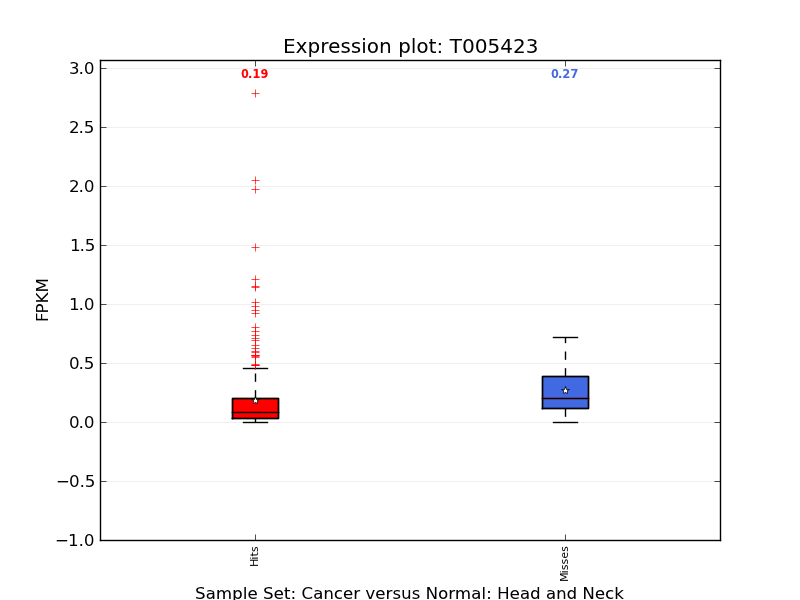 Expression plot: T005423
0.19 0.27
3.0
2.5
2.0
1.5
1.0
0.5
0.0
−0.5
−1.0
FPKM
Hits Misses
Sample Set: Cancer versus Normal: Head and Neck